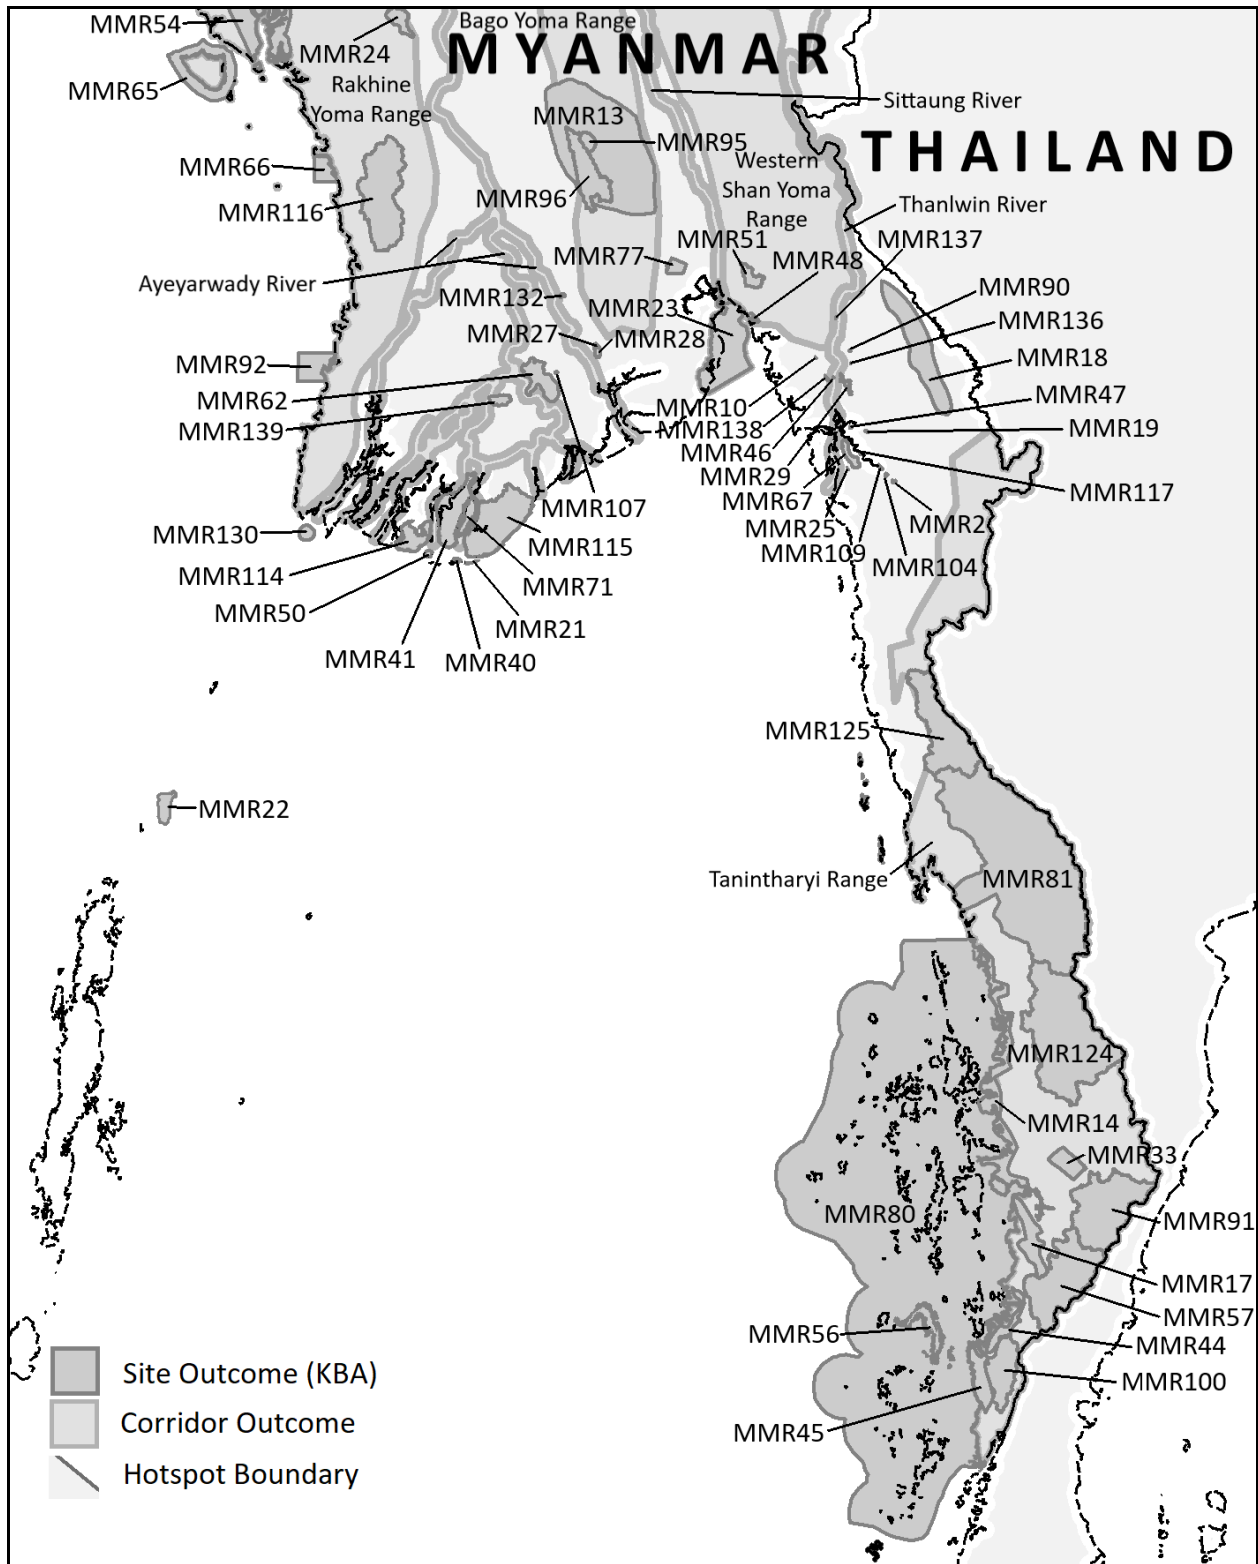 MMR54
Bago Yoma Range
MYANMAR
MMR24
MMR65
Rakhine
Yoma Range
Sittaung River
MMR13
THAILAND
MMR95
MMR66
Western
Shan Yoma
Range
MMR96
MMR116
Thanlwin River
MMR51
MMR137
MMR77
MMR48
Ayeyarwady River
MMR132
MMR90
MMR23
MMR136
MMR27
MMR28
MMR18
MMR92
MMR62
MMR47
MMR10
MMR139
MMR138
MMR19
MMR46
MMR29
MMR67
MMR117
MMR107
MMR25
MMR2
MMR130
MMR115
MMR109
MMR104
MMR114
MMR71
MMR50
MMR21
MMR41
MMR40
MMR125
MMR22
Tanintharyi Range
MMR81
MMR124
MMR14
MMR33
MMR80
MMR91
MMR17
MMR57
MMR56
MMR44
MMR100
MMR45
Site Outcome (KBA)
Corridor Outcome
Hotspot Boundary